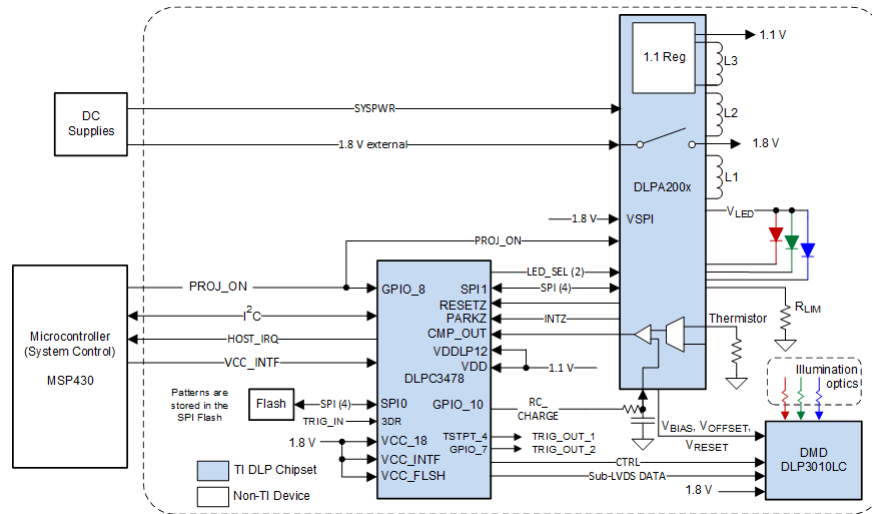 1.1 V
1.1 Reg
L3
DC
Supplies
SYSPWR
L2
1.8 V external
1.8 V
DLPA200x
L1
VLED
1.8 V
VSPI
PROJ_ON
PROJ_ON
GPIO_8
LED_SEL (2)
SPI1
SPI (4)
I2C
RESETZ
RLIM
Microcontroller
(System Control)
MSP430
PARKZ
INTZ
Thermistor
HOST_IRQ
CMP_OUT
VCC_INTF
VDDLP12
VDD
1.1 V
Illumination
optics
DLPC3478
Patterns are
stored in the
SPI Flash
Flash
SPI (4)
SPI0
GPIO_10
RC_
CHARGE
TRIG_IN
3DR
VBIAS, VOFFSET,
VRESET
1.8 V
VCC_18
TSTPT_4
TRIG_OUT_1
GPIO_7
TRIG_OUT_2
DMD
DLP3010LC
VCC_INTF
CTRL
VCC_FLSH
Sub-LVDS DATA
1.8 V
TI DLP Chipset
Non-TI Device